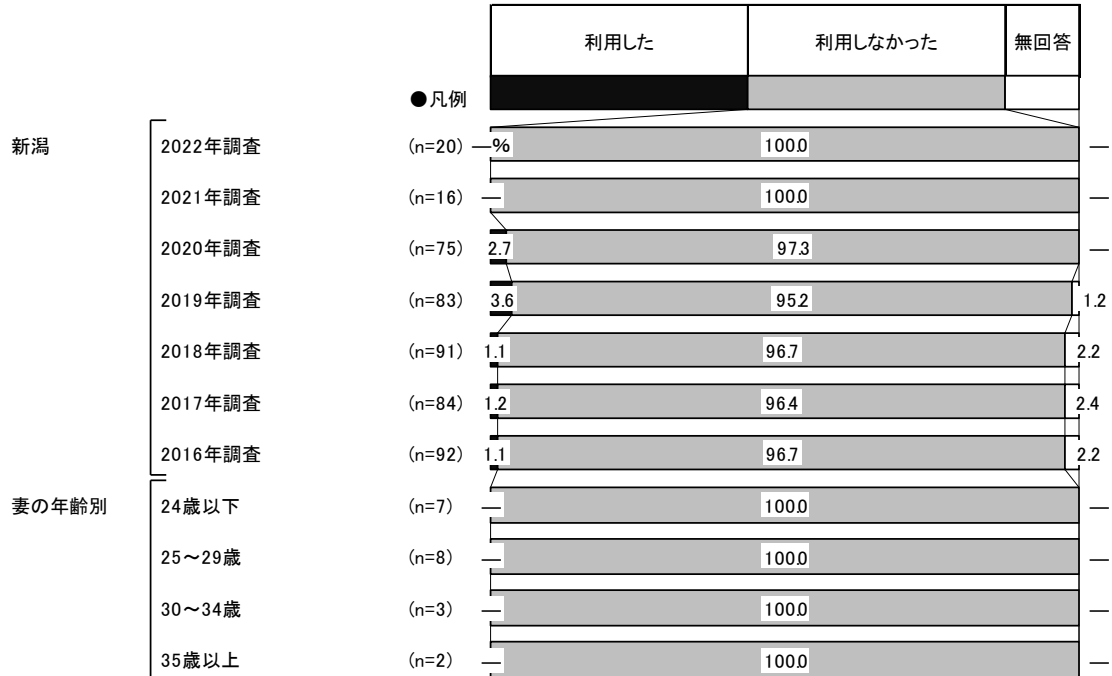 利用した 利用しなかった 無回答
●凡例
新潟 2022年調査 (n=20) — % 100.0 —
2021年調査 (n=16) — 100.0 —
2020年調査 (n=75) 2.7 97.3 —
2019年調査 (n=83) 3.6 95.2 1.2
2018年調査 (n=91) 1.1 96.7 2.2
2017年調査 (n=84) 1.2 96.4 2.4
2016年調査 (n=92) 1.1 96.7 2.2
妻の年齢別 24歳以下 (n=7) — 100.0 —
25～29歳 (n=8) — 100.0 —
30～34歳 (n=3) — 100.0 —
35歳以上 (n=2) — 100.0 —